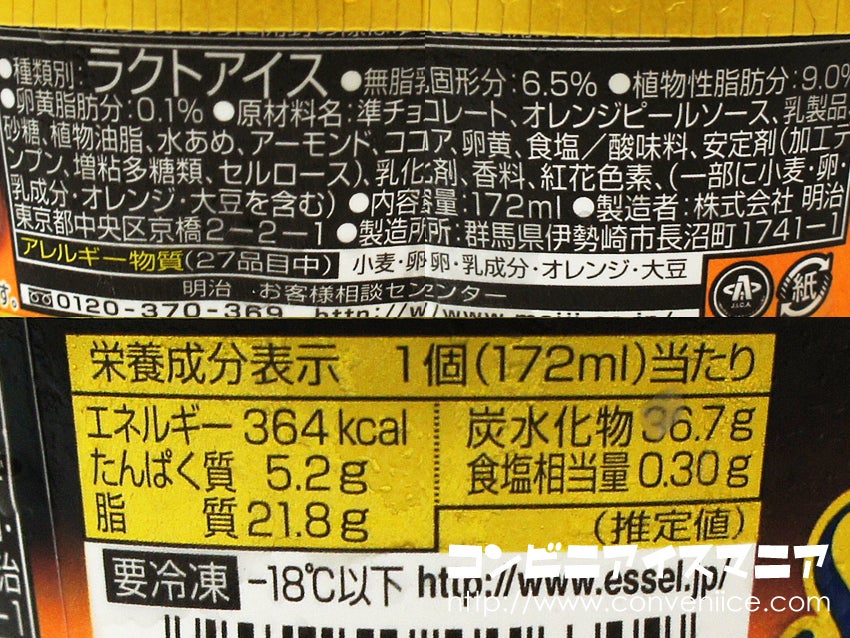 ●種類別:ラクトアイス ●無脂乳固形分:6.5% ●植物性脂肪分:9.0%
●卵黄脂肪分:0.1% ●原材料名:準チョコレート、オレンジピールソース、乳製品、
砂糖、植物油脂、水あめ、アーモンド、ココア、卵黄、食塩/酸味料、安定剤(加工デ
ンプン、増粘多糖類、セルロース)、乳化剤、香料、紅花色素、(一部に小麦・卵・
乳成分・オレンジ・大豆を含む) ●内容量:172ml ●製造者:株式会社 明治
東京都中央区京橋2-2-1 ●製造所:群馬県伊勢崎市長沼町1741-1
アレルギー物質(27品目中) 小麦・卵・乳成分・オレンジ・大豆
明治 お客様相談センター
0120-370-369
J.I.C.A.
紙
栄養成分表示 1個(172ml)当たり
エネルギー 364kcal 炭水化物 36.7g
たんぱく質 5.2g 食塩相当量 0.30g
脂 質 21.8g (推定値)
要冷凍 -18℃以下 http://www.essel.jp/
コンビニアイスマニア
http://www.conveniice.com/